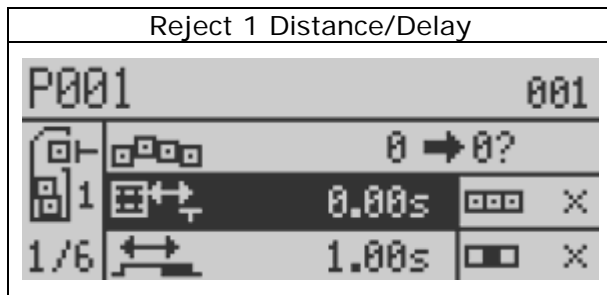 Reject 1 Distance/Delay
P001 001
0 ➡ 0?
1 0.00s ×
1/6 1.00s ×